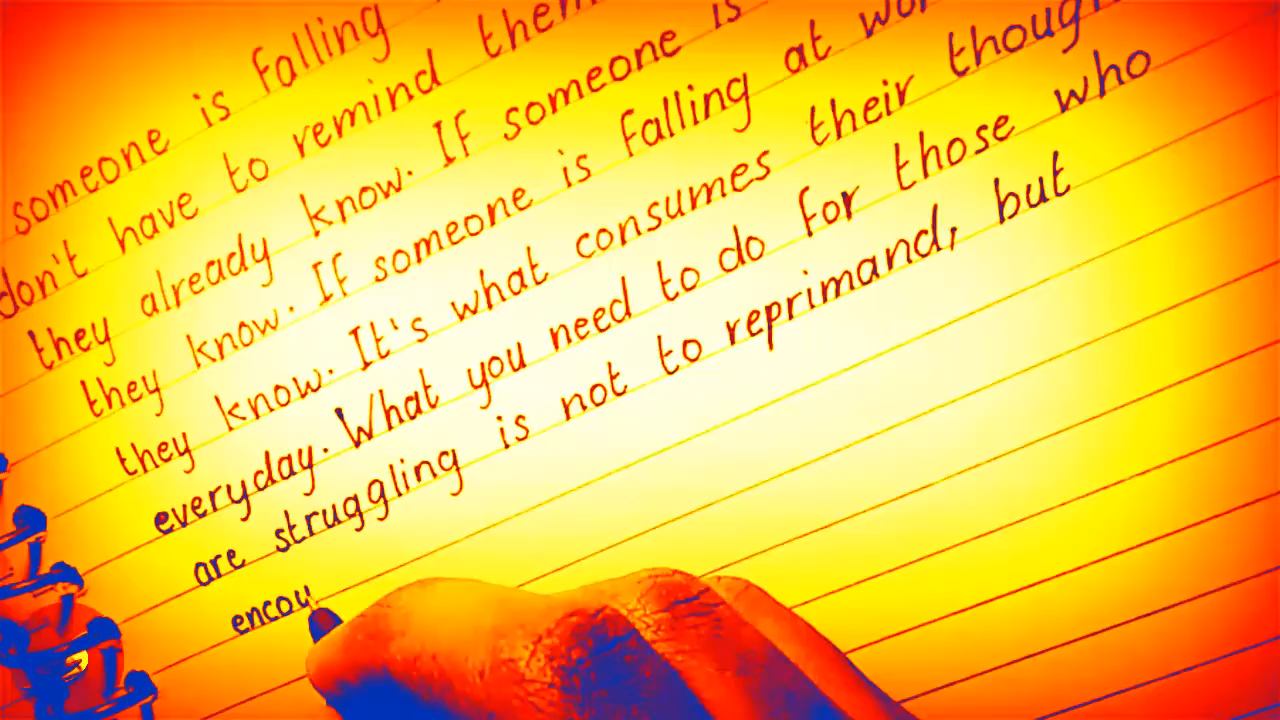 someone is falling
don't have to remind them
they already know. If someone is
they know. If someone is falling at wor
they know. It's what consumes their though
everyday. What you need to do for those who
are struggling is not to reprimand, but
encou